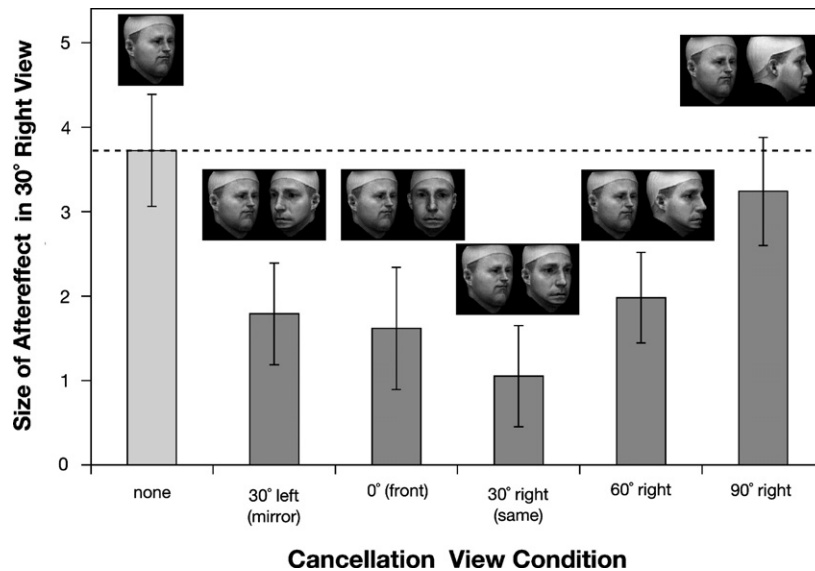 Size of Aftereffect in 30° Right View
5
4
3
2
1
0
none
30° left
(mirror)
0° (front)
30° right
(same)
60° right
90° right
Cancellation View Condition